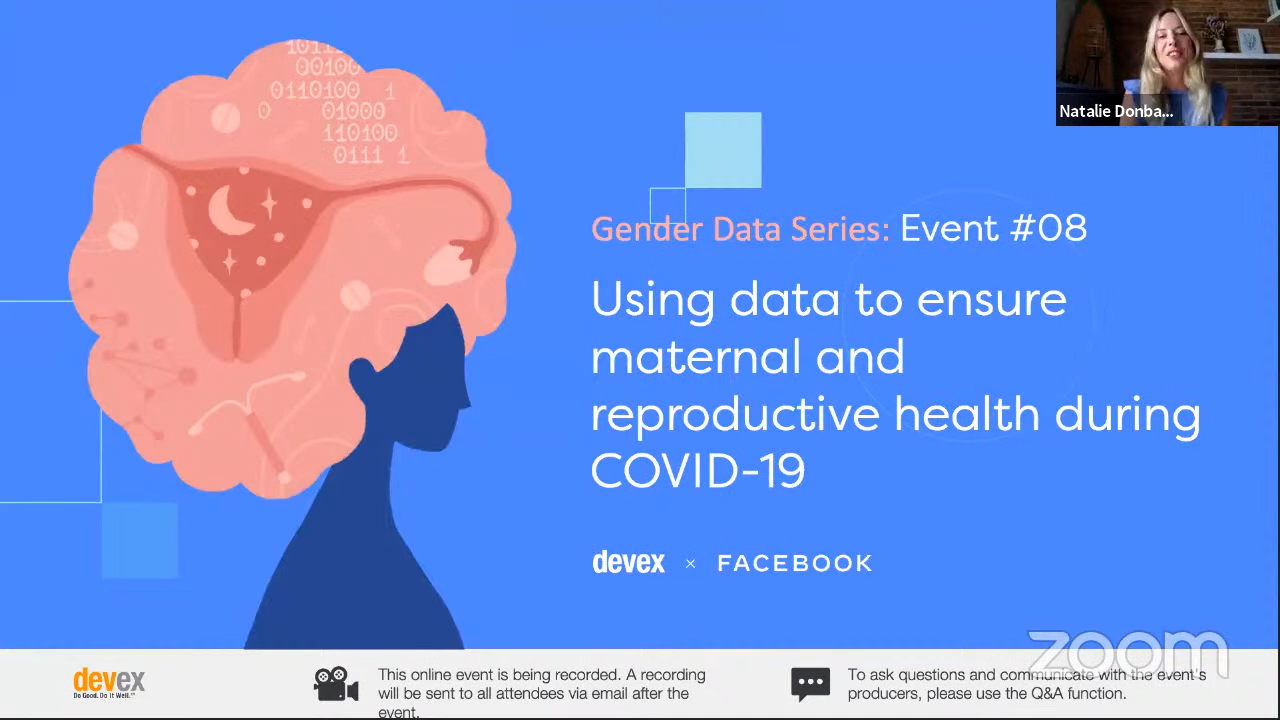 1011
00100
0110100 1
0 01000
110100
0111 1
Natalie Donba...
Gender Data Series: Event #08
Using data to ensure
maternal and
reproductive health during
COVID-19
devex × FACEBOOK
zoom
devex
Do Good. Do It Well.™
This online event is being recorded. A recording
will be sent to all attendees via email after the
event.
To ask questions and communicate with the event's
producers, please use the Q&A function.